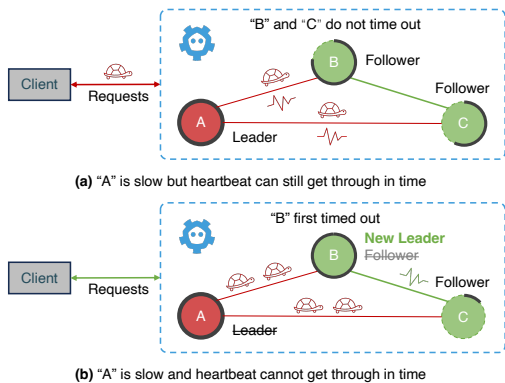 “B” and “C” do not time out
B
Follower
Follower
Client
Requests
A
C
Leader
(a) “A” is slow but heartbeat can still get through in time
“B” first timed out
New Leader
B
Follower
Client
Follower
Requests
A
C
Leader
(b) “A” is slow and heartbeat cannot get through in time